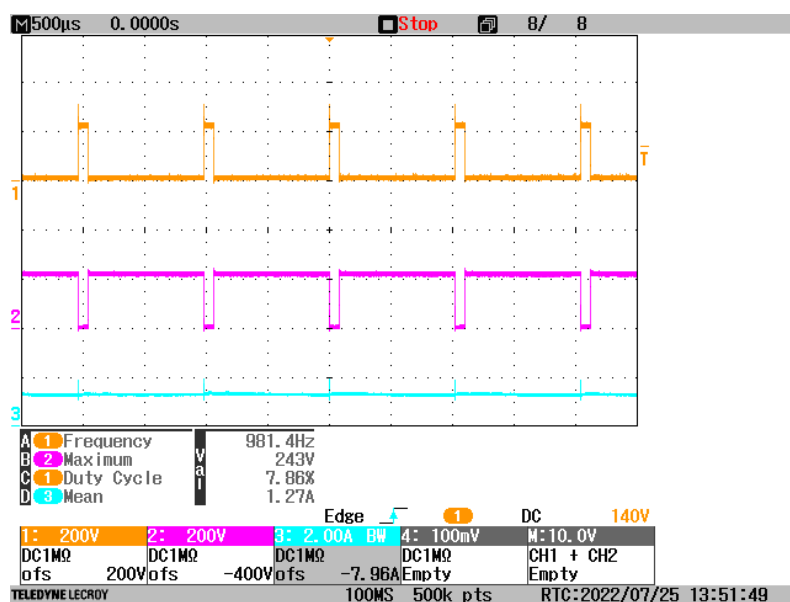 M 500µs 0.0000s Stop 8/ 8
T
1
2
3
A 1 Frequency 981.4Hz
B 2 Maximum 243V
C 1 Duty Cycle 7.86%
D 3 Mean 1.27A
Val
Edge 1 DC 140V
1: 200V 2: 200V 3: 2.00A BW 4: 100mV M:10.0V
DC1MΩ DC1MΩ DC1MΩ DC1MΩ CH1 + CH2
ofs 200V ofs -400V ofs -7.96A Empty Empty
TELEDYNE LECROY 100MS 500k pts RTC:2022/07/25 13:51:49